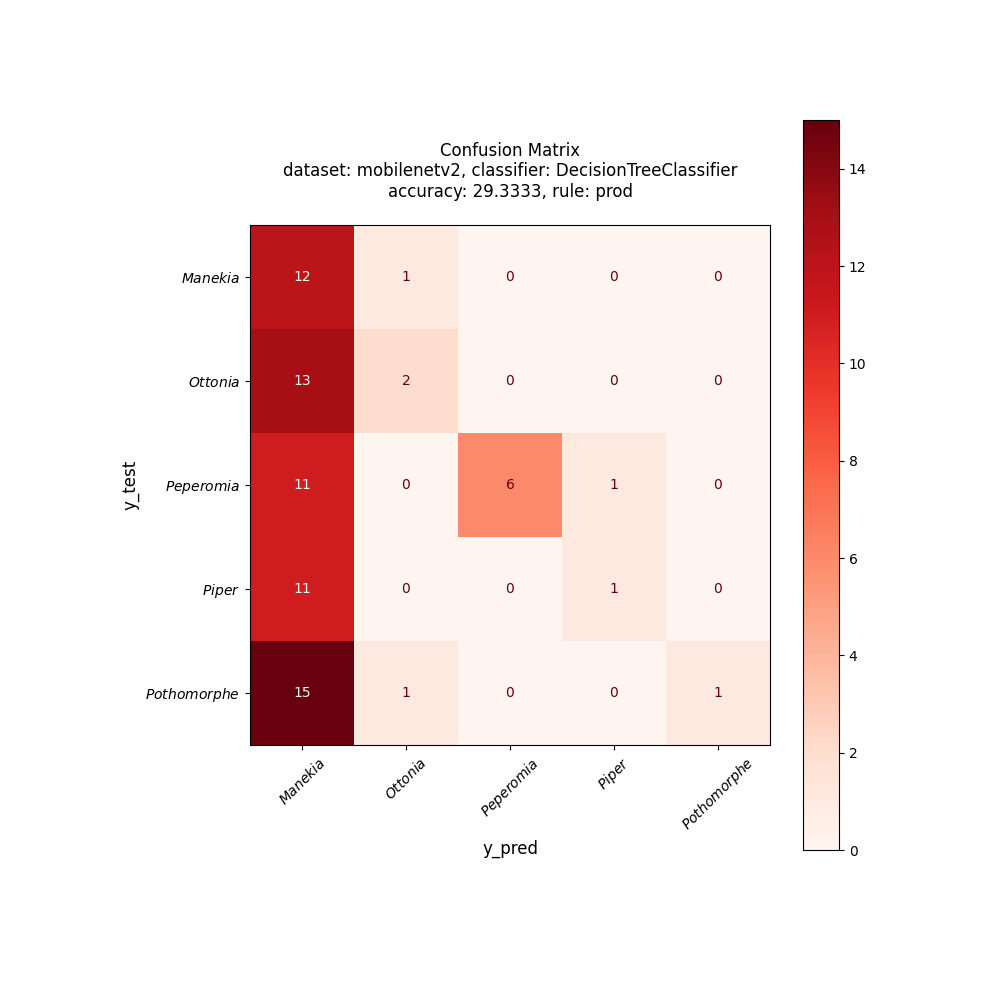 Confusion Matrix
dataset: mobilenetv2, classifier: DecisionTreeClassifier
accuracy: 29.3333, rule: prod
y_test
Manekia 12 1 0 0 0
Ottonia 13 2 0 0 0
Peperomia 11 0 6 1 0
Piper 11 0 0 1 0
Pothomorphe 15 1 0 0 1
Manekia Ottonia Peperomia Piper Pothomorphe
y_pred
14
12
10
8
6
4
2
0